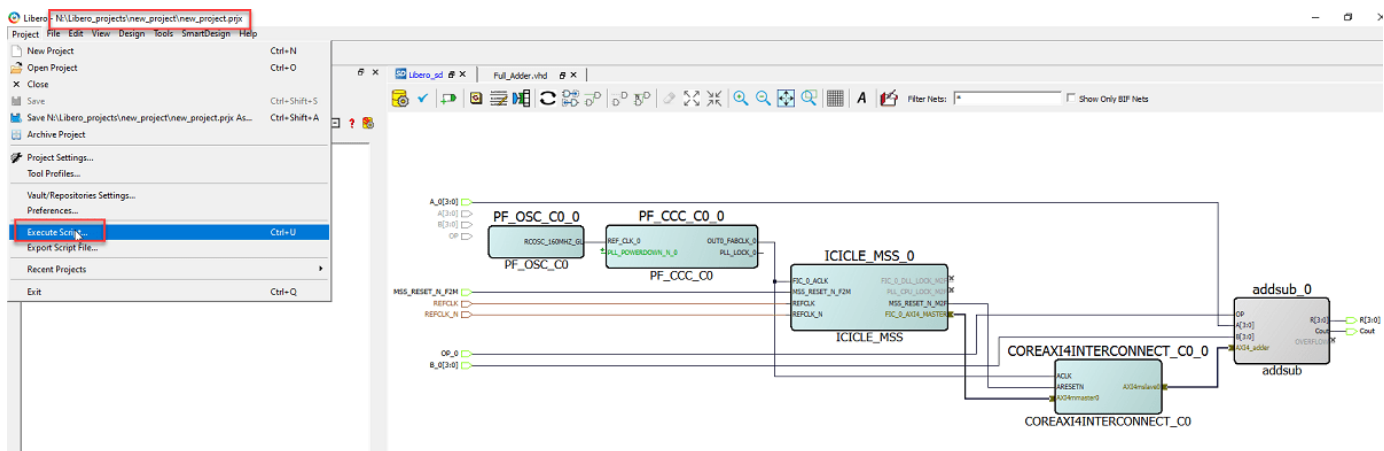 Libero - N:\Libero_projects\new_project\new_project.prjx
Project File Edit View Design Tools SmartDesign Help
New Project Ctrl+N
Open Project Ctrl+O
Close
Save Ctrl+Shift+S
Save N:\Libero_projects\new_project\new_project.prjx As... Ctrl+Shift+A
Archive Project
Project Settings...
Tool Profiles...
Vault/Repositories Settings...
Preferences...
Execute Script... Ctrl+U
Export Script File...
Recent Projects
Exit Ctrl+Q
SD Libero_sd Full_Adder.vhd
A Filter Nets: * Show Only BIF Nets
A_0[3:0]
A[3:0]
B[3:0]
OP
PF_OSC_C0_0
RCOSC_160MHZ_GL
PF_OSC_C0
PF_CCC_C0_0
REF_CLK_0 OUT0_FABCLK_0
PLL_POWERDOWN_N_0 PLL_LOCK_0
PF_CCC_C0
MSS_RESET_N_F2M
REFCLK
REFCLK_N
OP_0
B_0[3:0]
ICICLE_MSS_0
FIC_0_ACLK FIC_0_DLL_LOCK_M2F
MSS_RESET_N_F2M PLL_CPU_LOCK_M2F
REFCLK MSS_RESET_N_M2F
REFCLK_N FIC_0_AXI4_MASTER
ICICLE_MSS
COREAXI4INTERCONNECT_C0_0
ACLK
ARESETN AXI4mslave0
AXI4mmaster0
COREAXI4INTERCONNECT_C0
addsub_0
OP
A[3:0] R[3:0]
B[3:0] Cout
AXI4_adder OVERFLOW
addsub
R[3:0]
Cout